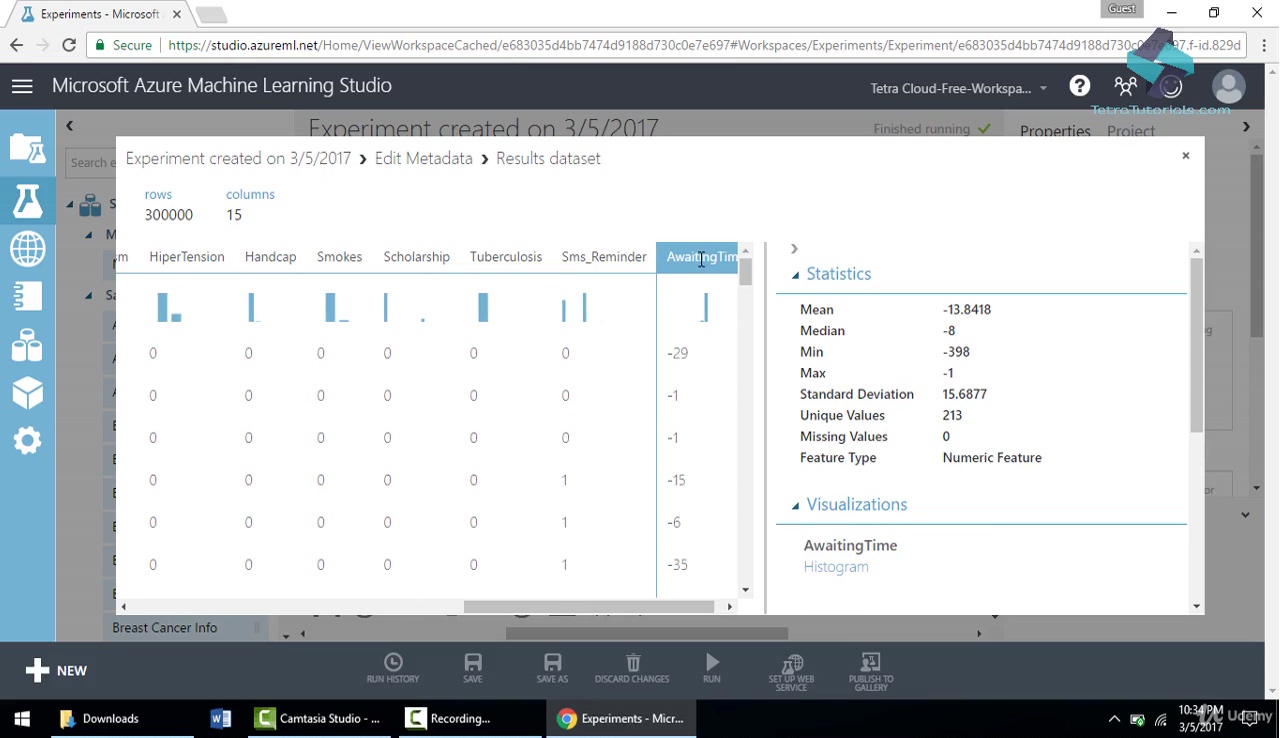 Experiments - Microsoft
Guest
Secure
https://studio.azureml.net/Home/ViewWorkspaceCached/e683035d4bb7474d9188d730c0e7e697#Workspaces/Experiments/Experiment/e683035d4bb7474d9188d730c0e7e697.f-id.829d
Microsoft Azure Machine Learning Studio
Tetra Cloud-Free-Workspa...
TetraTutorials.com
Experiment created on 3/5/2017
Finished running
Properties Project
Search e
Experiment created on 3/5/2017 Edit Metadata Results dataset
rows columns
300000 15
m HiperTension Handcap Smokes Scholarship Tuberculosis Sms_Reminder AwaitingTim
0 0 0 0 0 0 -29
0 0 0 0 0 0 -1
0 0 0 0 0 0 -1
0 0 0 0 0 1 -15
0 0 0 0 0 1 -6
0 0 0 0 0 1 -35
Statistics
Mean -13.8418
Median -8
Min -398
Max -1
Standard Deviation 15.6877
Unique Values 213
Missing Values 0
Feature Type Numeric Feature
Visualizations
AwaitingTime
Histogram
Breast Cancer Info
NEW
RUN HISTORY
SAVE
SAVE AS
DISCARD CHANGES
RUN
SET UP WEB SERVICE
PUBLISH TO GALLERY
Downloads
Camtasia Studio - ...
Recording...
Experiments - Micr...
10:34 PM
3/5/2017
Udemy